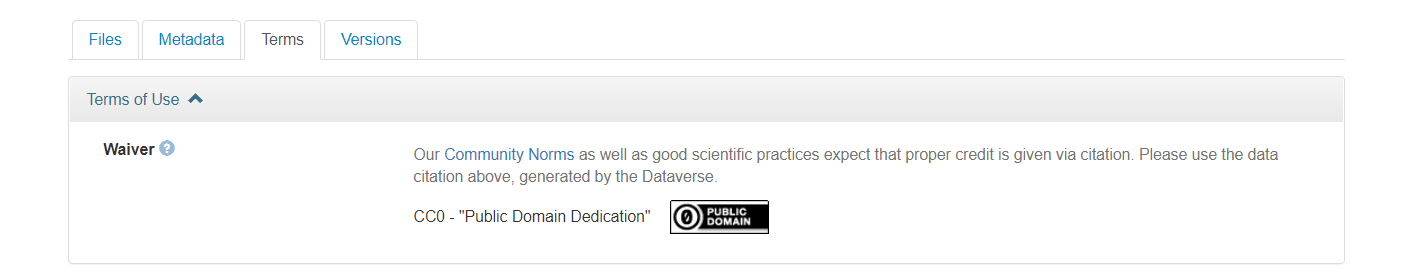 Files Metadata Terms Versions
Terms of Use
Waiver ?
Our Community Norms as well as good scientific practices expect that proper credit is given via citation. Please use the data
citation above, generated by the Dataverse.
CC0 - "Public Domain Dedication"
0 PUBLIC
DOMAIN